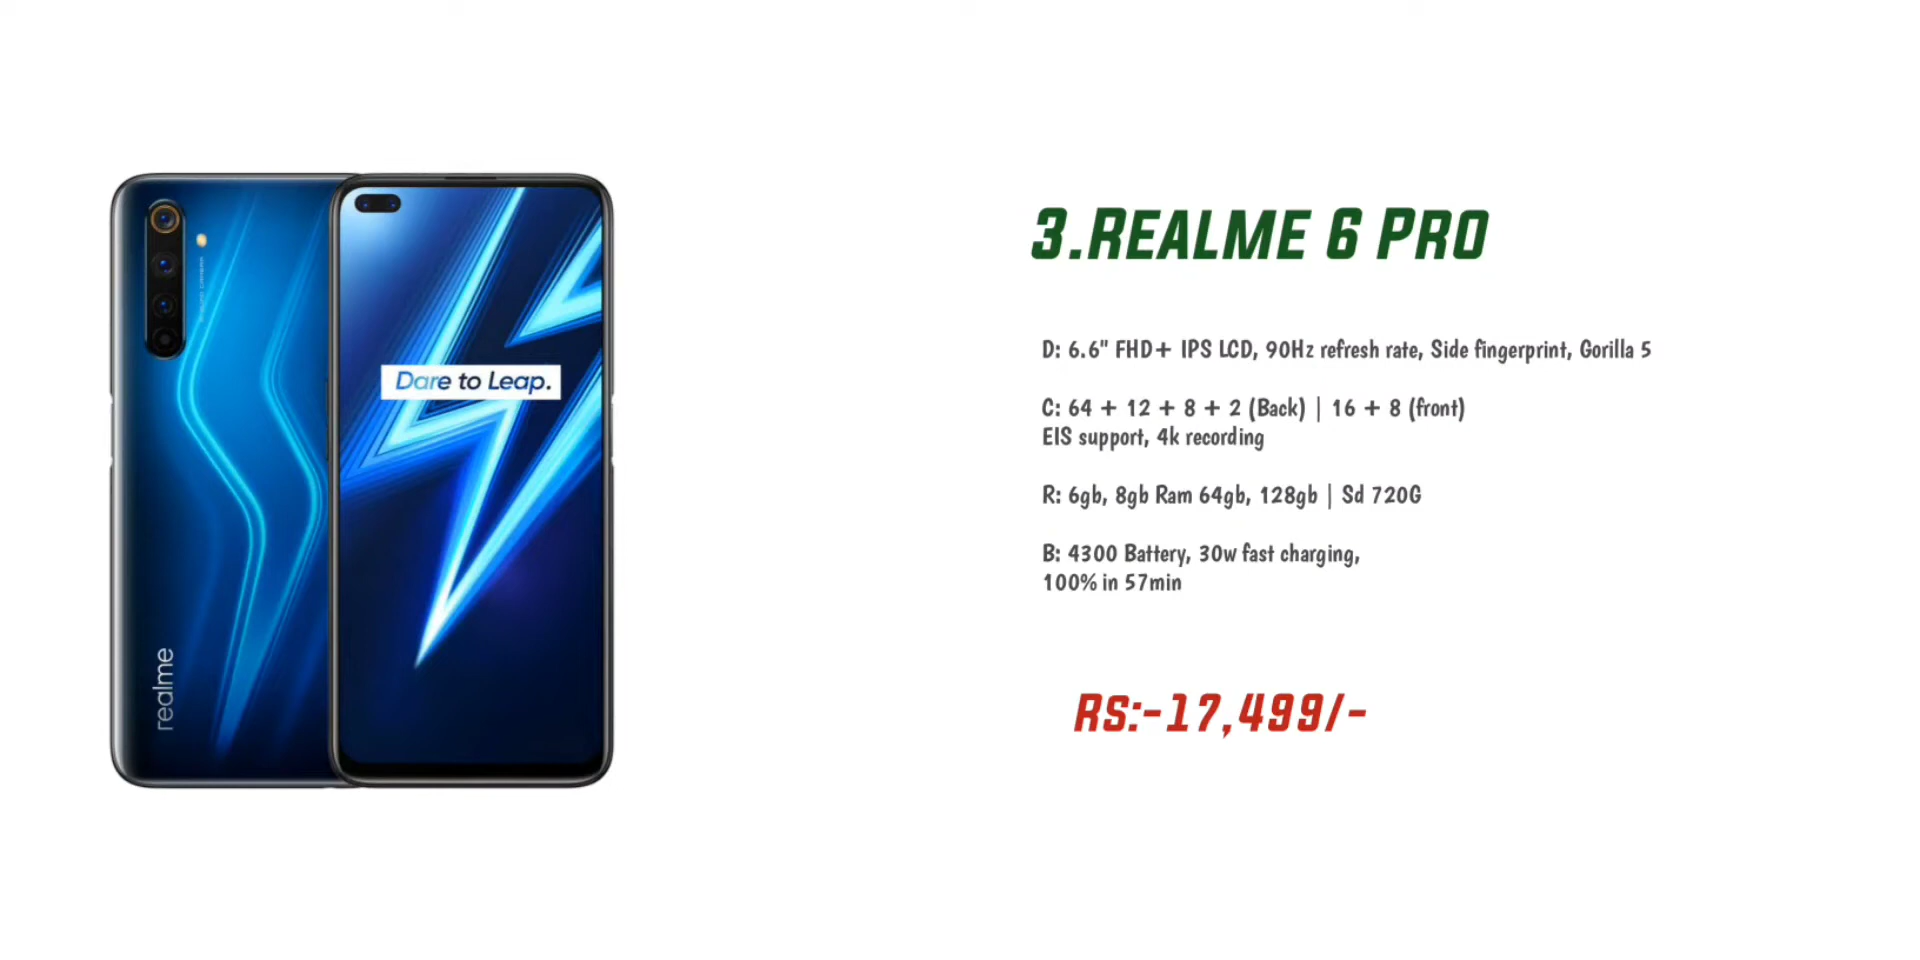 realme
Dare to Leap.
3.Realme 6 Pro
D: 6.6" FHD+ IPS LCD, 90Hz refresh rate, Side fingerprint, Gorilla 5
C: 64 + 12 + 8 + 2 (Back) | 16 + 8 (front)
EIS support, 4k recording
R: 6gb, 8gb Ram 64gb, 128gb | Sd 720G
B: 4300 Battery, 30w fast charging,
100% in 57min
Rs:-17,499/-